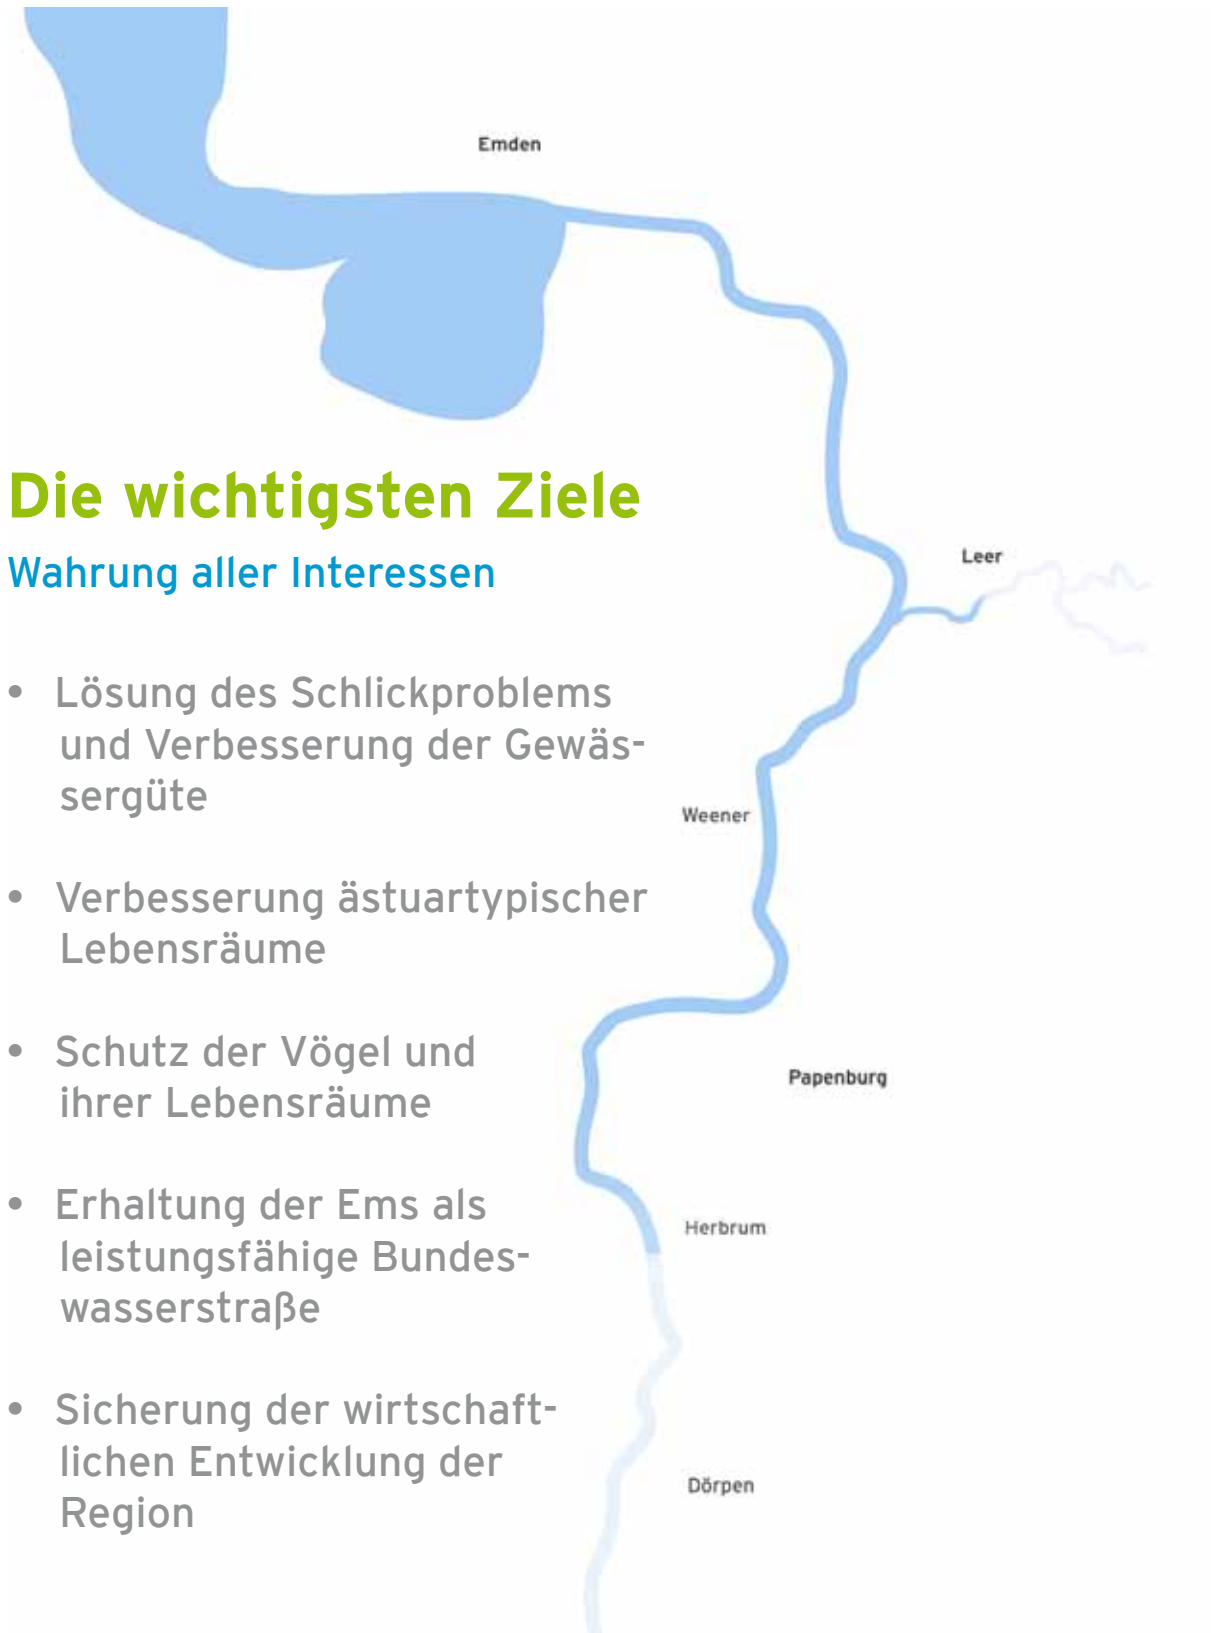 Emden
Die wichtigsten Ziele
Wahrung aller Interessen
Leer
• Lösung des Schlickproblems
und Verbesserung der Gewäs-
sergüte
Weener
• Verbesserung ästuartypischer
Lebensräume
• Schutz der Vögel und
ihrer Lebensräume
Papenburg
• Erhaltung der Ems als
leistungsfähige Bundes-
wasserstraße
Herbrum
• Sicherung der wirtschaft-
lichen Entwicklung der
Region
Dörpen